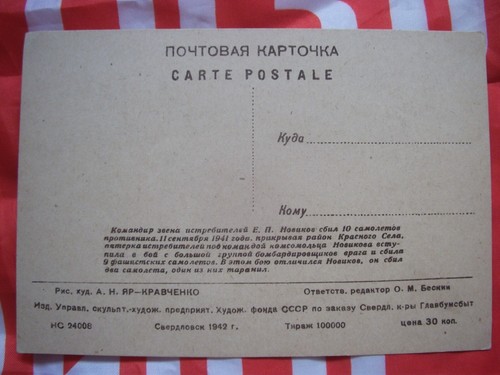 ПОЧТОВАЯ КАРТОЧКА
CARTE POSTALE
Куда
Кому
Командир звена истребителей Е. П. Новиков сбил 10 самолетов
противника. 11 сентября 1941 года, прикрывая район Красного Села,
пятерка истребителей под командой комсомольца Новикова всту-
пила в бой с большой группой бомбардировщиков врага и сбила
9 фашистских самолетов. В этом бою отличился Новиков, он сбил
два самолета, один из них таранил.
Рис. худ. А. Н. ЯР-КРАВЧЕНКО Ответств. редактор О. М. Бескин
Изд. Управл. скульпт.-худож. предприят. Худож. фонда СССР по заказу Свердл. к-ры Главбумсбыт
НС 24008 Свердловск 1942 г. Тираж 100000 цена 30 коп.